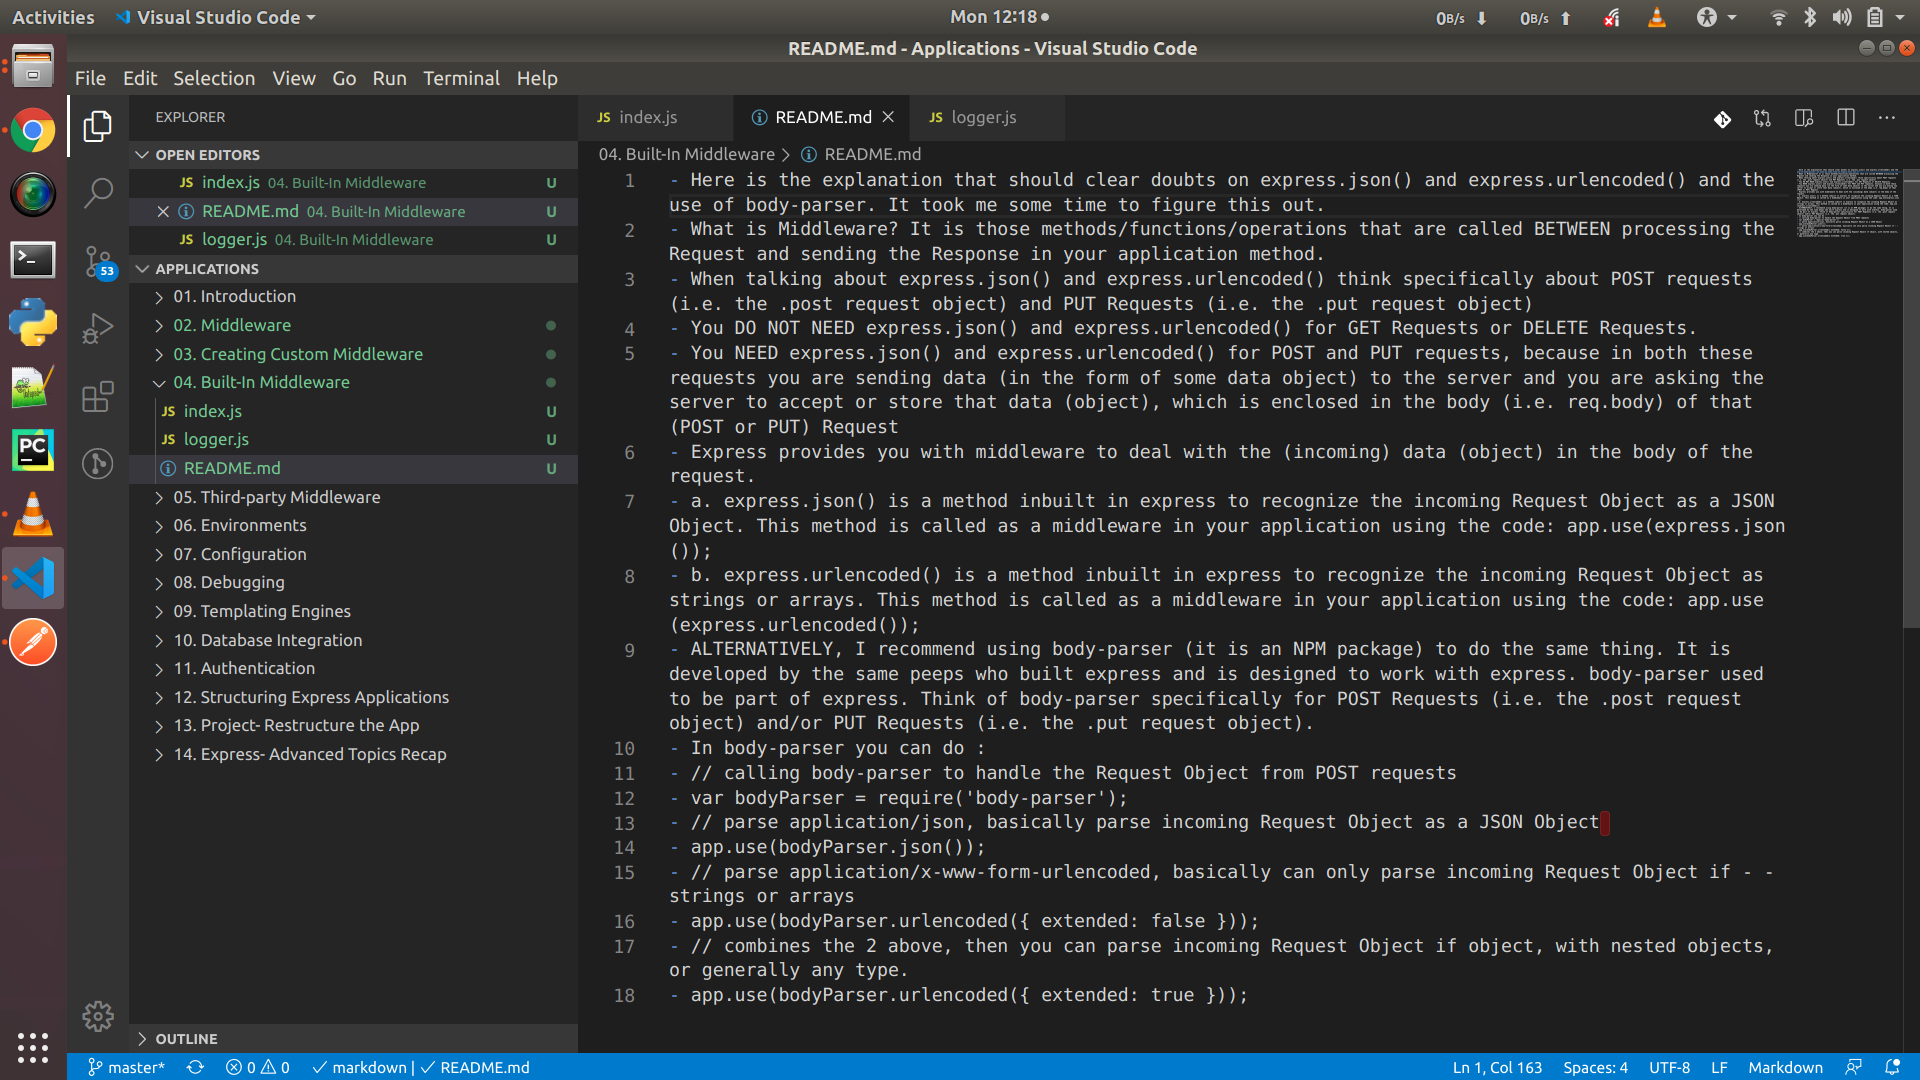 Activities
Visual Studio Code
Mon 12:18
0B/s
0B/s
README.md - Applications - Visual Studio Code
File Edit Selection View Go Run Terminal Help
EXPLORER
OPEN EDITORS
JS index.js 04. Built-In Middleware U
README.md 04. Built-In Middleware U
JS logger.js 04. Built-In Middleware U
53
APPLICATIONS
01. Introduction
02. Middleware
03. Creating Custom Middleware
04. Built-In Middleware
JS index.js U
JS logger.js U
README.md U
05. Third-party Middleware
06. Environments
07. Configuration
08. Debugging
09. Templating Engines
10. Database Integration
11. Authentication
12. Structuring Express Applications
13. Project- Restructure the App
14. Express- Advanced Topics Recap
OUTLINE
PC
JS index.js
README.md
JS logger.js
04. Built-In Middleware > README.md
1 - Here is the explanation that should clear doubts on express.json() and express.urlencoded() and the
use of body-parser. It took me some time to figure this out.
2 - What is Middleware? It is those methods/functions/operations that are called BETWEEN processing the
Request and sending the Response in your application method.
3 - When talking about express.json() and express.urlencoded() think specifically about POST requests
(i.e. the .post request object) and PUT Requests (i.e. the .put request object)
4 - You DO NOT NEED express.json() and express.urlencoded() for GET Requests or DELETE Requests.
5 - You NEED express.json() and express.urlencoded() for POST and PUT requests, because in both these
requests you are sending data (in the form of some data object) to the server and you are asking the
server to accept or store that data (object), which is enclosed in the body (i.e. req.body) of that
(POST or PUT) Request
6 - Express provides you with middleware to deal with the (incoming) data (object) in the body of the
request.
7 - a. express.json() is a method inbuilt in express to recognize the incoming Request Object as a JSON
Object. This method is called as a middleware in your application using the code: app.use(express.json
());
8 - b. express.urlencoded() is a method inbuilt in express to recognize the incoming Request Object as
strings or arrays. This method is called as a middleware in your application using the code: app.use
(express.urlencoded());
9 - ALTERNATIVELY, I recommend using body-parser (it is an NPM package) to do the same thing. It is
developed by the same peeps who built express and is designed to work with express. body-parser used
to be part of express. Think of body-parser specifically for POST Requests (i.e. the .post request
object) and/or PUT Requests (i.e. the .put request object).
10 - In body-parser you can do :
11 - // calling body-parser to handle the Request Object from POST requests
12 - var bodyParser = require('body-parser');
13 - // parse application/json, basically parse incoming Request Object as a JSON Object
14 - app.use(bodyParser.json());
15 - // parse application/x-www-form-urlencoded, basically can only parse incoming Request Object if - -
strings or arrays
16 - app.use(bodyParser.urlencoded({ extended: false }));
17 - // combines the 2 above, then you can parse incoming Request Object if object, with nested objects,
or generally any type.
18 - app.use(bodyParser.urlencoded({ extended: true }));
master* 0 0 markdown | README.md
Ln 1, Col 163 Spaces: 4 UTF-8 LF Markdown